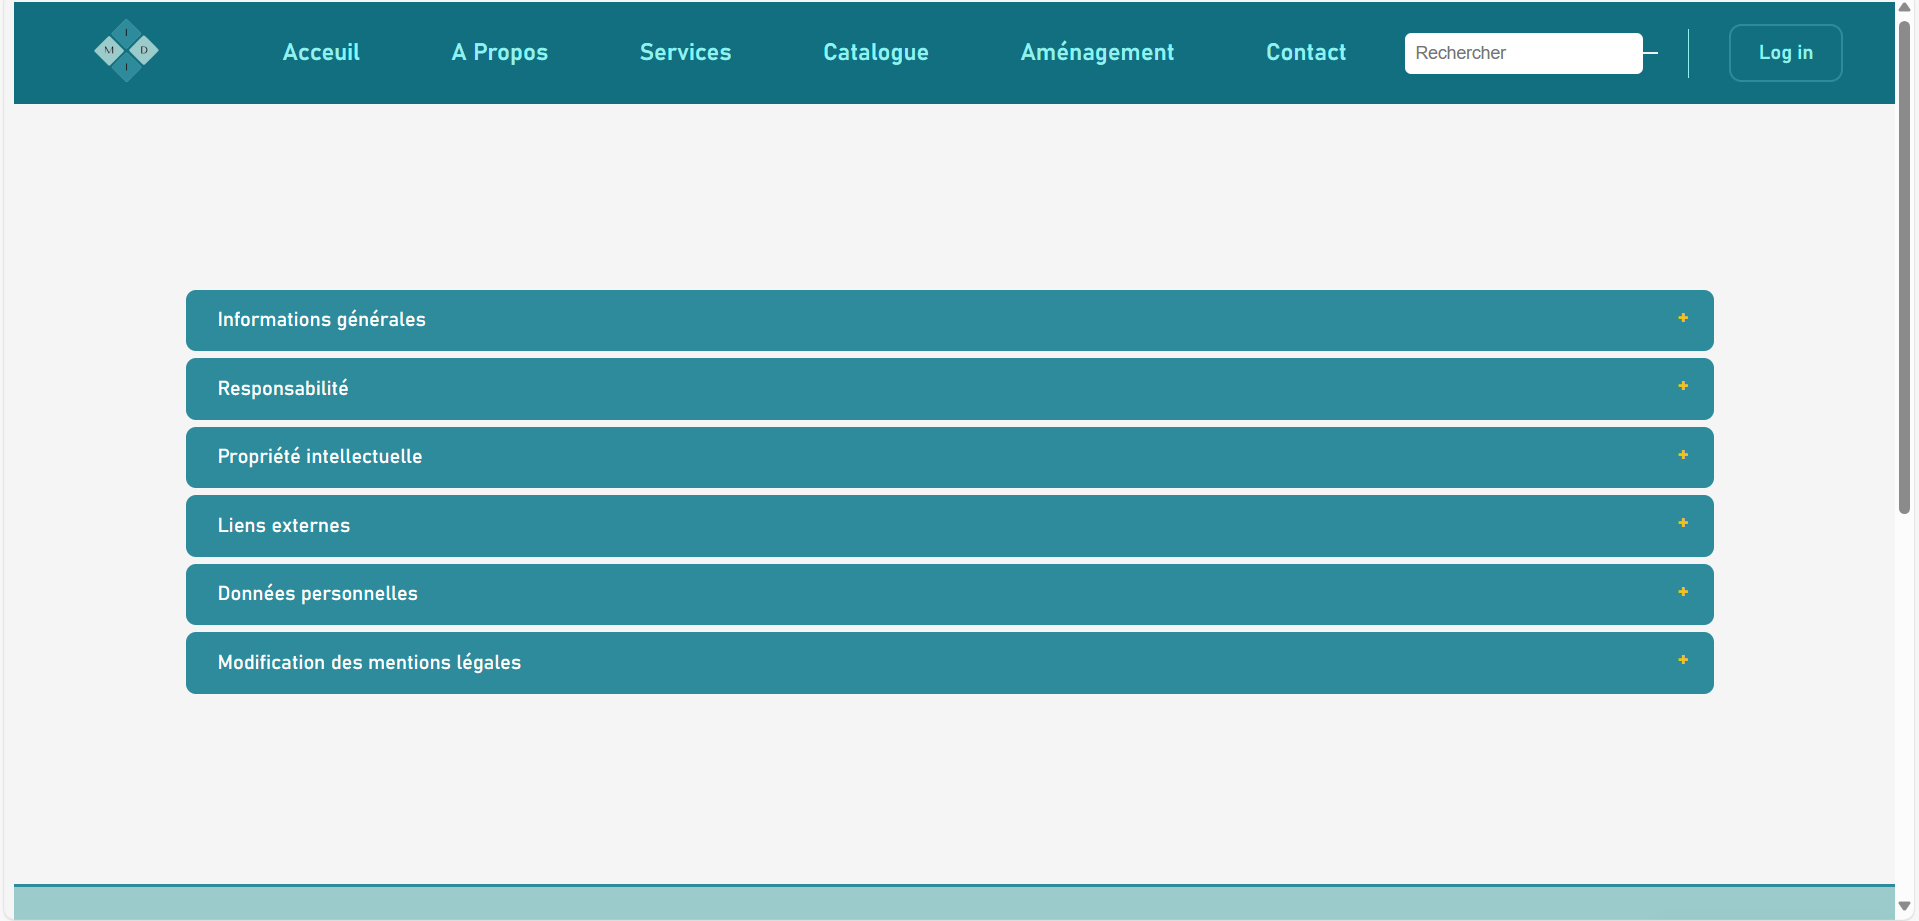 I
M D
I
Acceuil A Propos Services Catalogue Aménagement Contact Rechercher Log in
Informations générales +
Responsabilité +
Propriété intellectuelle +
Liens externes +
Données personnelles +
Modification des mentions légales +